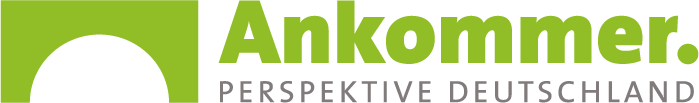 Ankommer.
PERSPEKTIVE DEUTSCHLAND